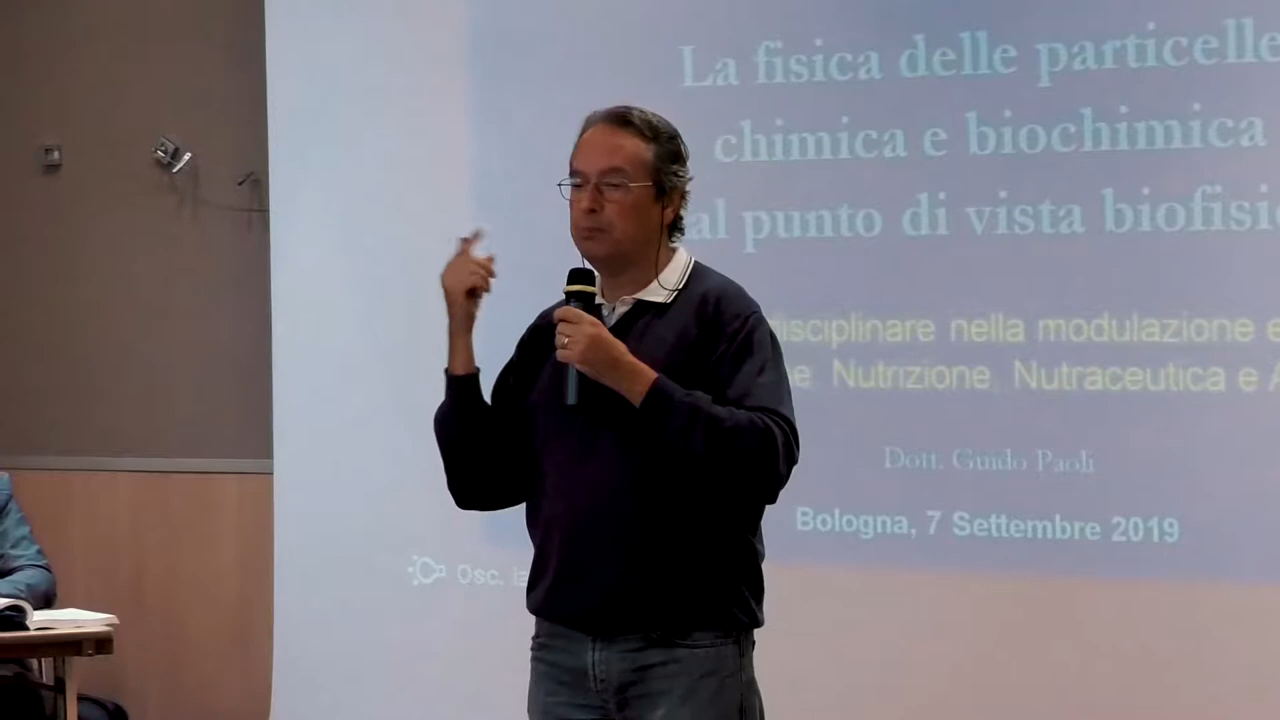 La fisica delle particelle
chimica e biochimica
al punto di vista biofisi
disciplinare nella modulazione e
e Nutrizione, Nutraceutica e A
Dott. Guido Paoli
Bologna, 7 Settembre 2019
Osc.